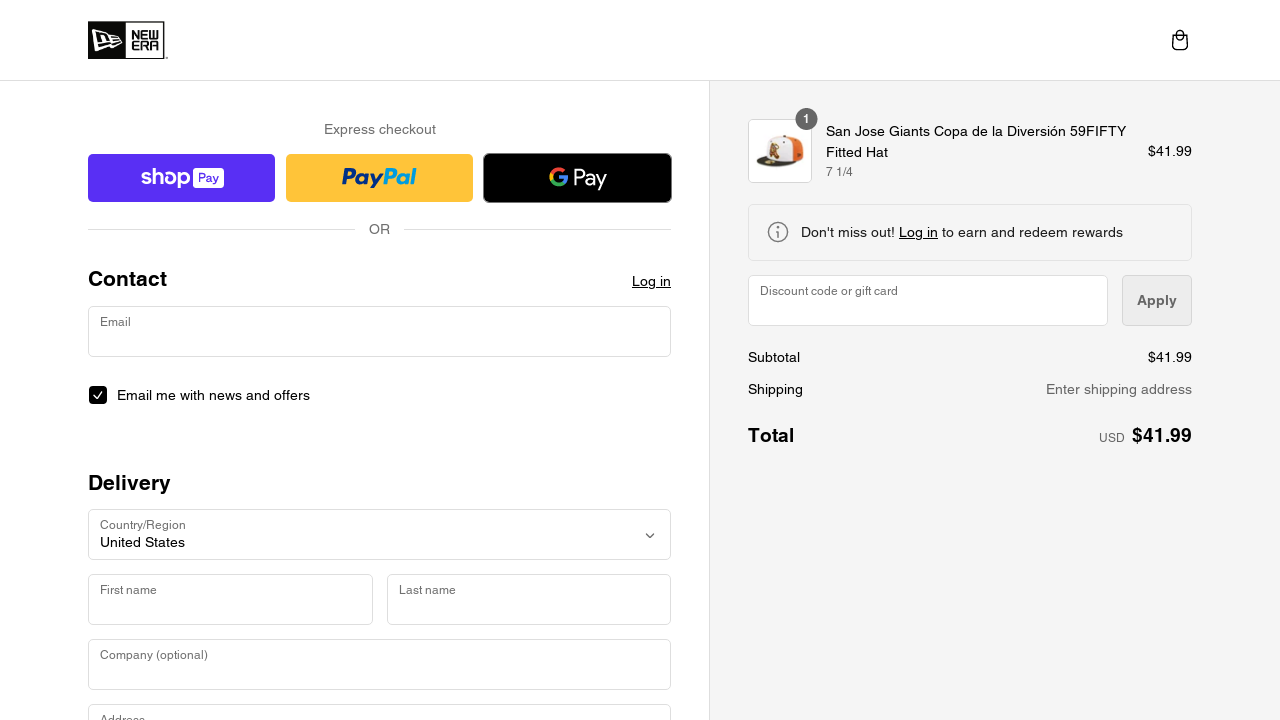 NEW
ERA
Express checkout
shop Pay
PayPal
G Pay
OR
Contact
Log in
Email
Email me with news and offers
Delivery
Country/Region
United States
First name
Last name
Company (optional)
Address
1
San Jose Giants Copa de la Diversión 59FIFTY
Fitted Hat
7 1/4
$41.99
Don't miss out! Log in to earn and redeem rewards
Discount code or gift card
Apply
Subtotal
$41.99
Shipping
Enter shipping address
Total
USD $41.99